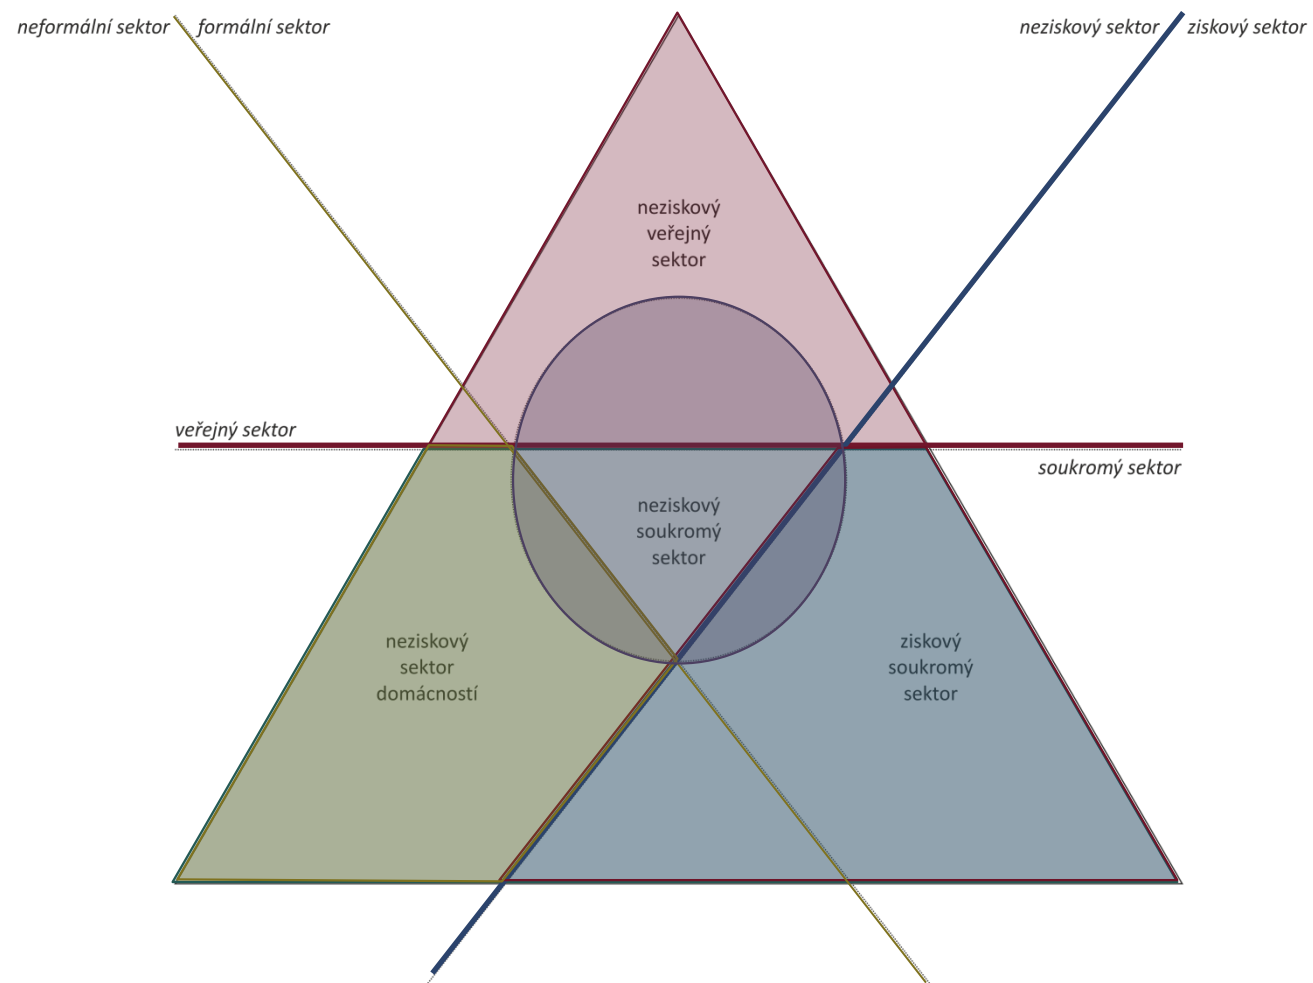 neformální sektor
formální sektor
neziskový sektor
ziskový sektor
neziskový
veřejný
sektor
veřejný sektor
soukromý sektor
neziskový
soukromý
sektor
neziskový
sektor
domácností
ziskový
soukromý
sektor